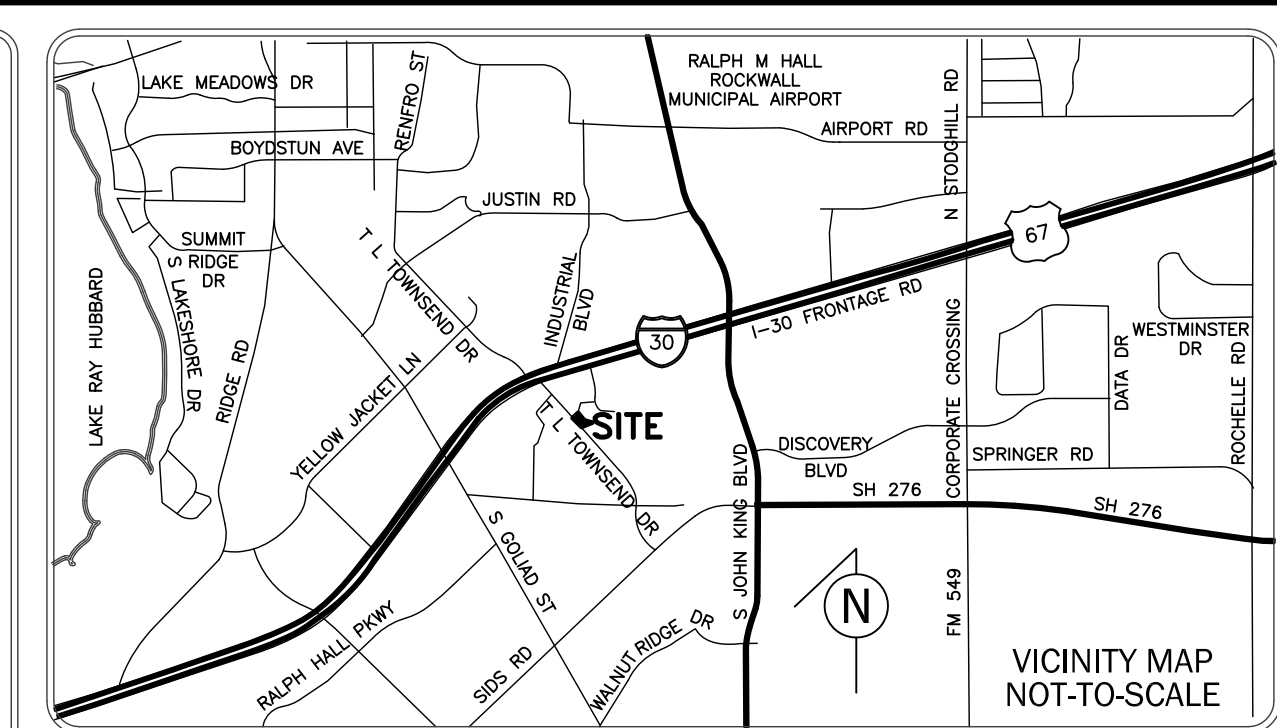 LAKE MEADOWS DR
RENFRO ST
BOYDSTUN AVE
RALPH M HALL
ROCKWALL
MUNICIPAL AIRPORT
AIRPORT RD
N STODGHILL RD
JUSTIN RD
SUMMIT
RIDGE
DR
T L TOWNSEND DR
67
LAKE RAY HUBBARD
S LAKESHORE DR
RIDGE RD
INDUSTRIAL
BLVD
30
I-30 FRONTAGE RD
YELLOW JACKET LN
SITE
T L TOWNSEND DR
CORPORATE CROSSING
WESTMINSTER
DR
DATA DR
ROCHELLE RD
DISCOVERY
BLVD
SPRINGER RD
SH 276
SH 276
S GOLIAD ST
S JOHN KING BLVD
N
FM 549
RALPH HALL PKWY
SIDS RD
WALNUT RIDGE DR
VICINITY MAP
NOT-TO-SCALE